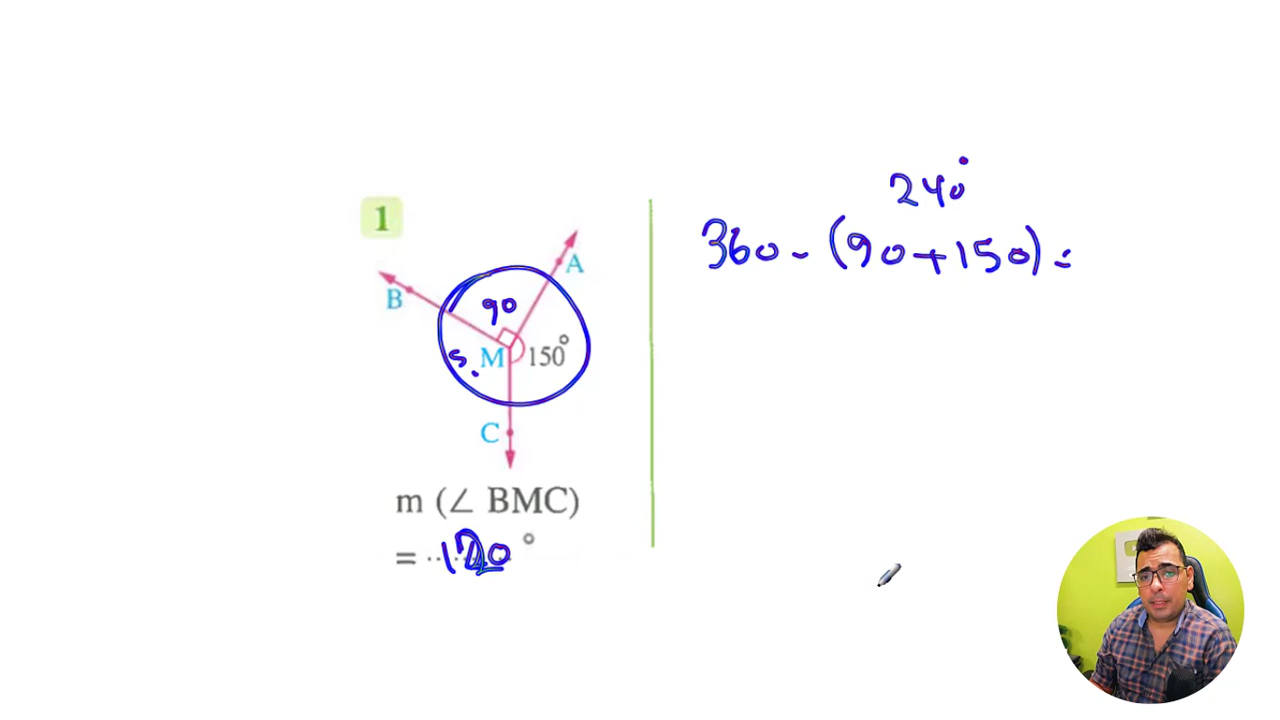 1
A
B
90
M 150°
C
m (∠ BMC)
= 120 °
240°
360 - (90+150) =